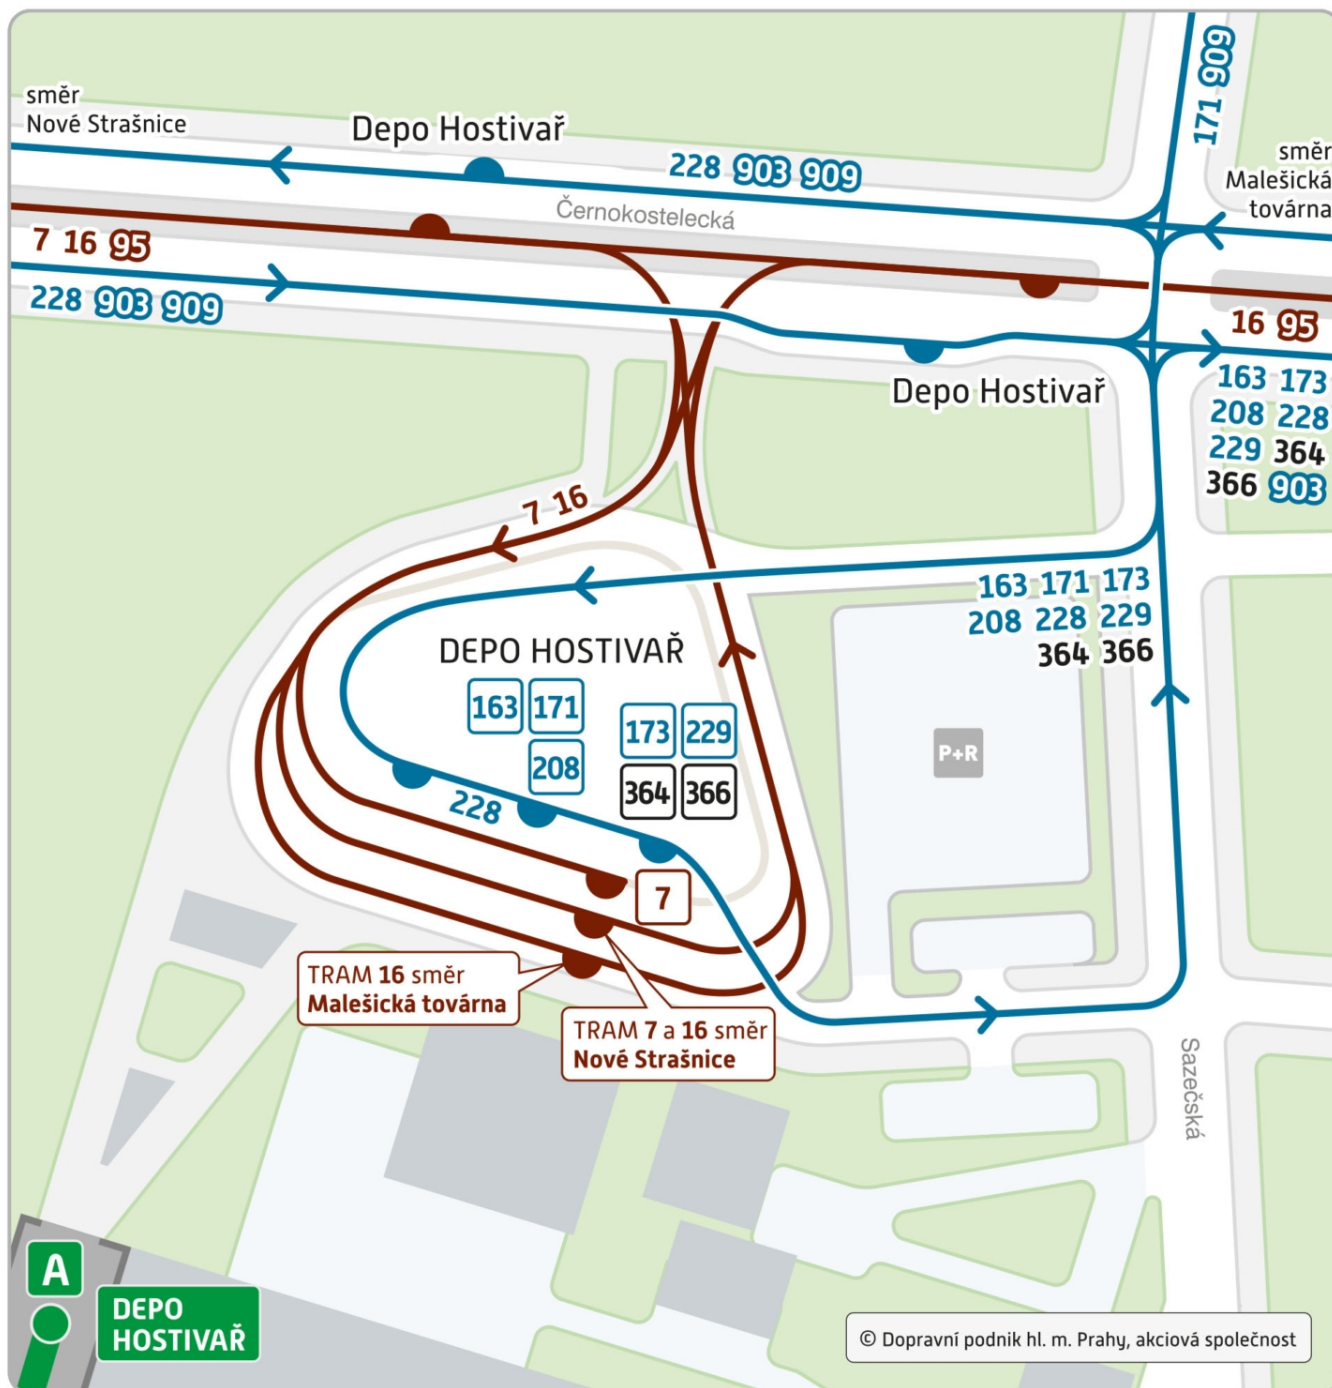 171 909
směr
Nové Strašnice
Depo Hostivař
228 903 909
směr
Malešická
továrna
Černokostelecká
7 16 95
228 903 909
16 95
Depo Hostivař
163 173
208 228
229 364
366 903
7 16
163 171 173
208 228 229
364 366
DEPO HOSTIVAŘ
163 171
208
173 229
364 366
228
P+R
7
TRAM 16 směr
Malešická továrna
TRAM 7 a 16 směr
Nové Strašnice
Sazečská
A
DEPO
HOSTIVAŘ
© Dopravní podnik hl. m. Prahy, akciová společnost